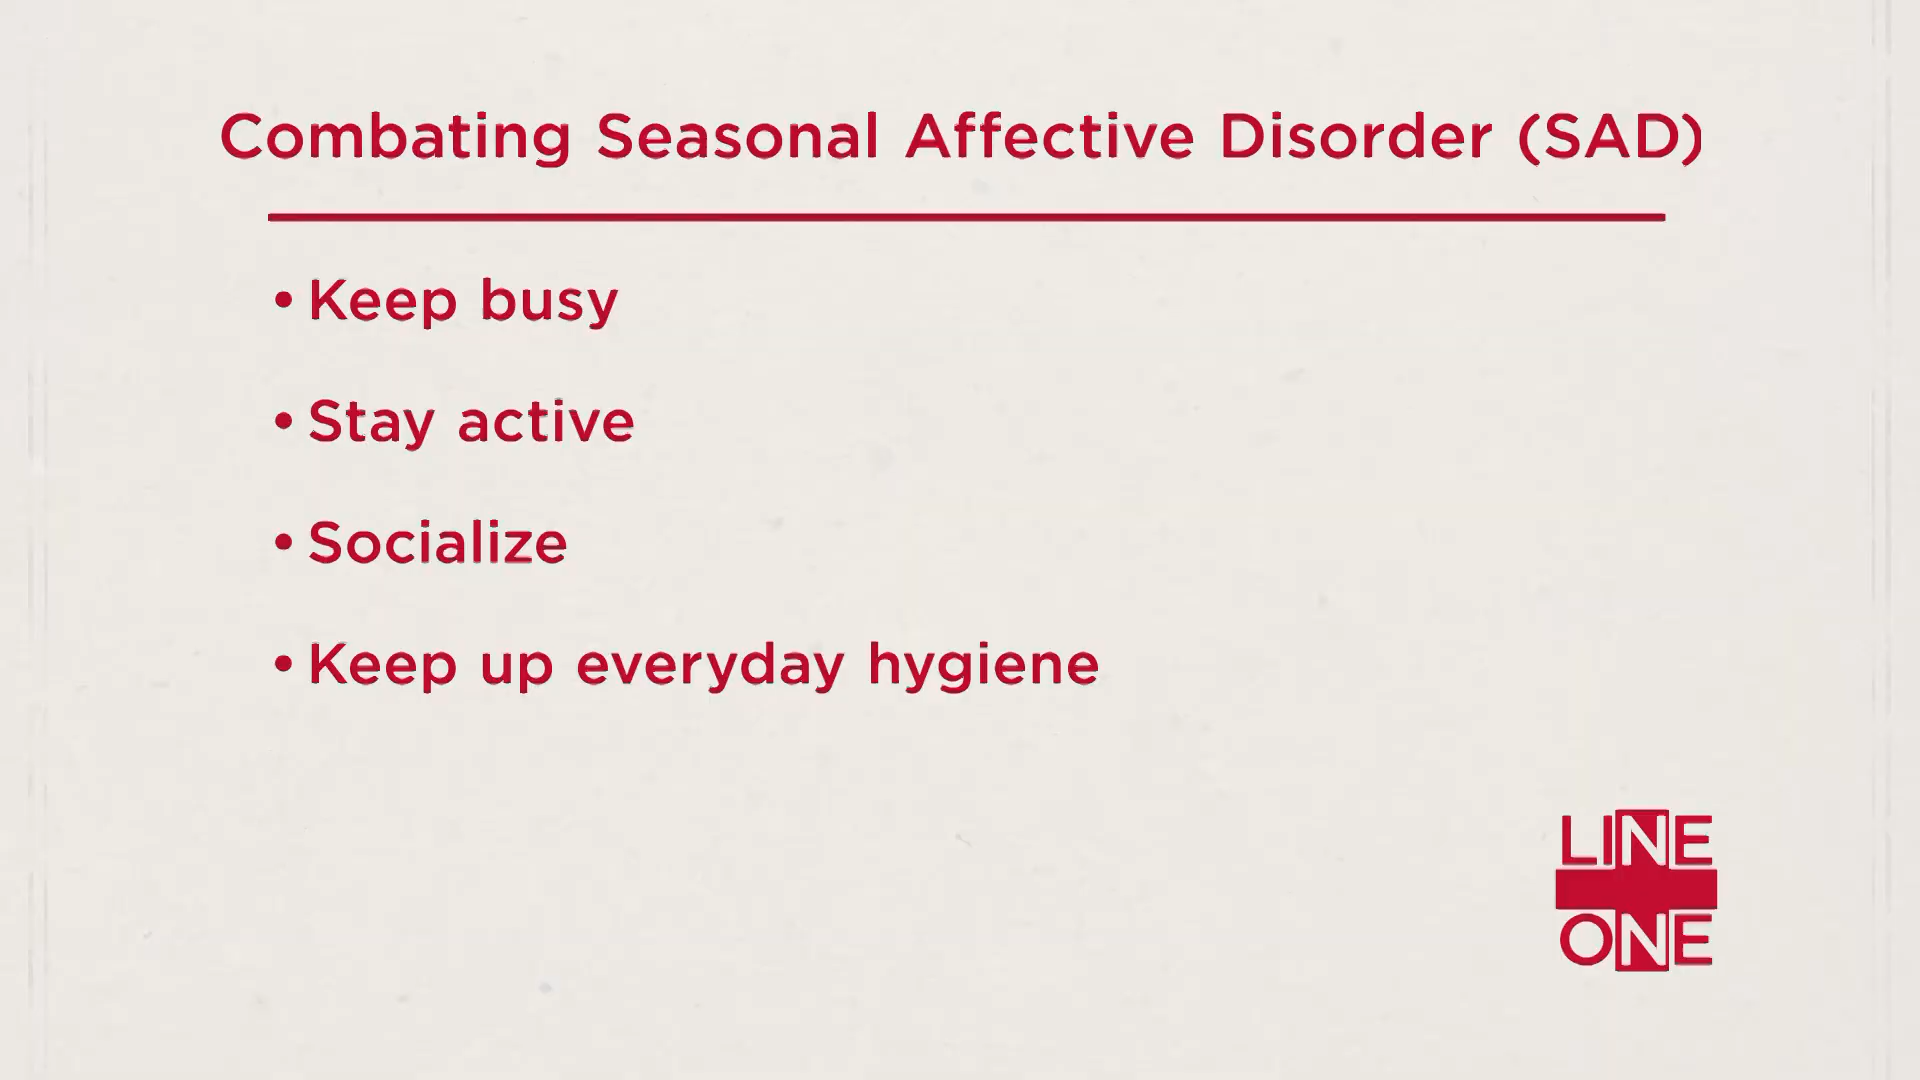 Combating Seasonal Affective Disorder (SAD)
• Keep busy
• Stay active
• Socialize
• Keep up everyday hygiene
LINE
ONE